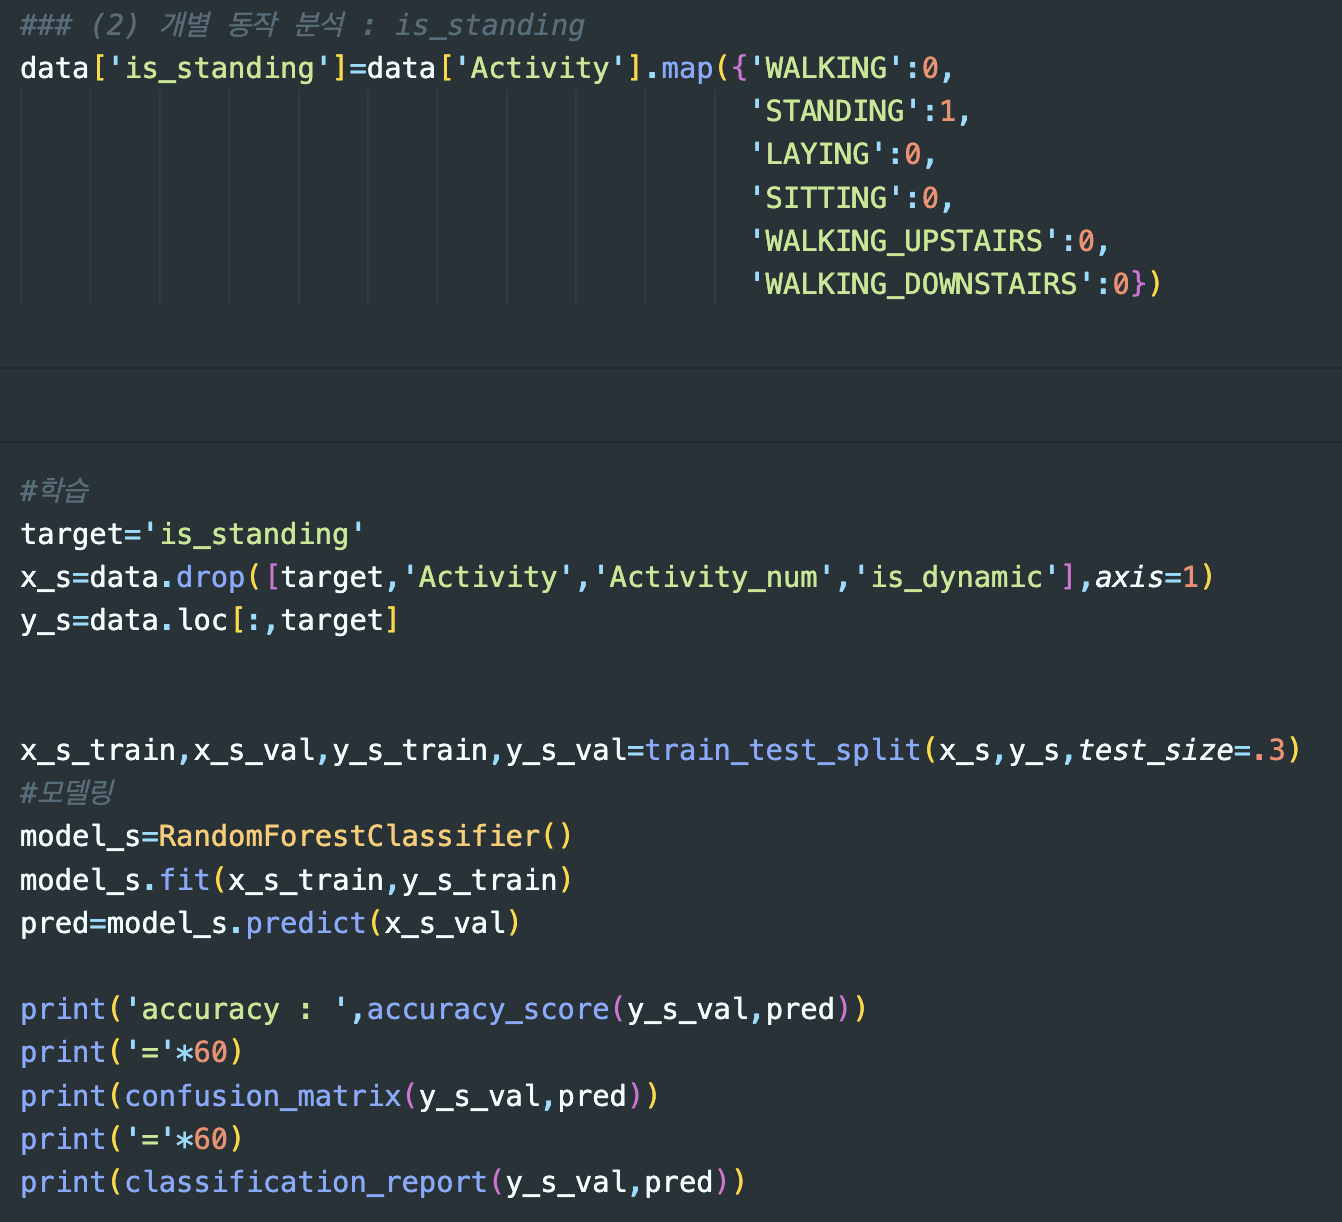 ### (2) 개별 동작 분석 : is_standing
data['is_standing']=data['Activity'].map({'WALKING':0,
'STANDING':1,
'LAYING':0,
'SITTING':0,
'WALKING_UPSTAIRS':0,
'WALKING_DOWNSTAIRS':0})
#학습
target='is_standing'
x_s=data.drop([target,'Activity','Activity_num','is_dynamic'],axis=1)
y_s=data.loc[:,target]
x_s_train,x_s_val,y_s_train,y_s_val=train_test_split(x_s,y_s,test_size=.3)
#모델링
model_s=RandomForestClassifier()
model_s.fit(x_s_train,y_s_train)
pred=model_s.predict(x_s_val)
print('accuracy : ',accuracy_score(y_s_val,pred))
print('='*60)
print(confusion_matrix(y_s_val,pred))
print('='*60)
print(classification_report(y_s_val,pred))